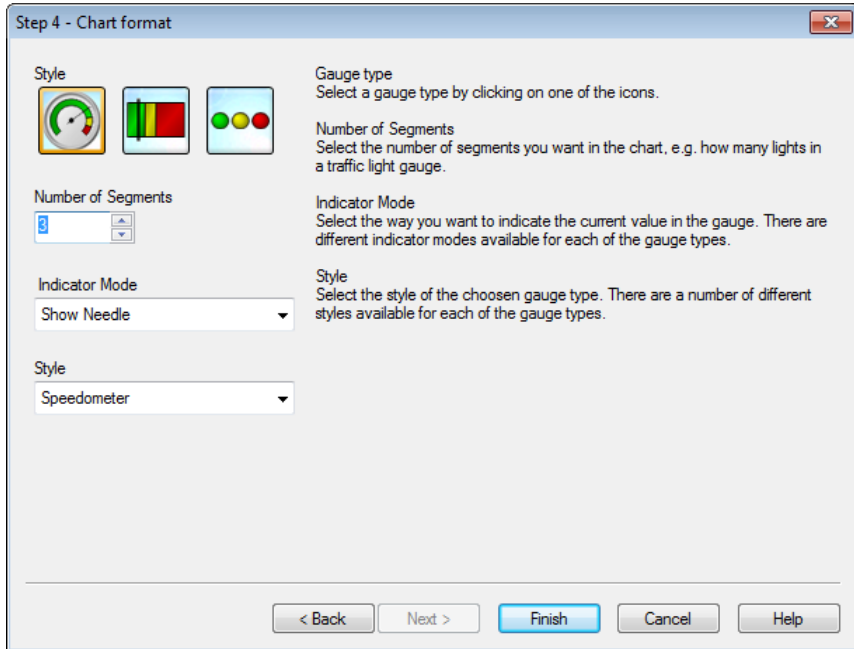 Step 4 - Chart format
Style
Number of Segments
3
Indicator Mode
Show Needle
Style
Speedometer
Gauge type
Select a gauge type by clicking on one of the icons.
Number of Segments
Select the number of segments you want in the chart, e.g. how many lights in
a traffic light gauge.
Indicator Mode
Select the way you want to indicate the current value in the gauge. There are
different indicator modes available for each of the gauge types.
Style
Select the style of the choosen gauge type. There are a number of different
styles available for each of the gauge types.
< Back
Next >
Finish
Cancel
Help